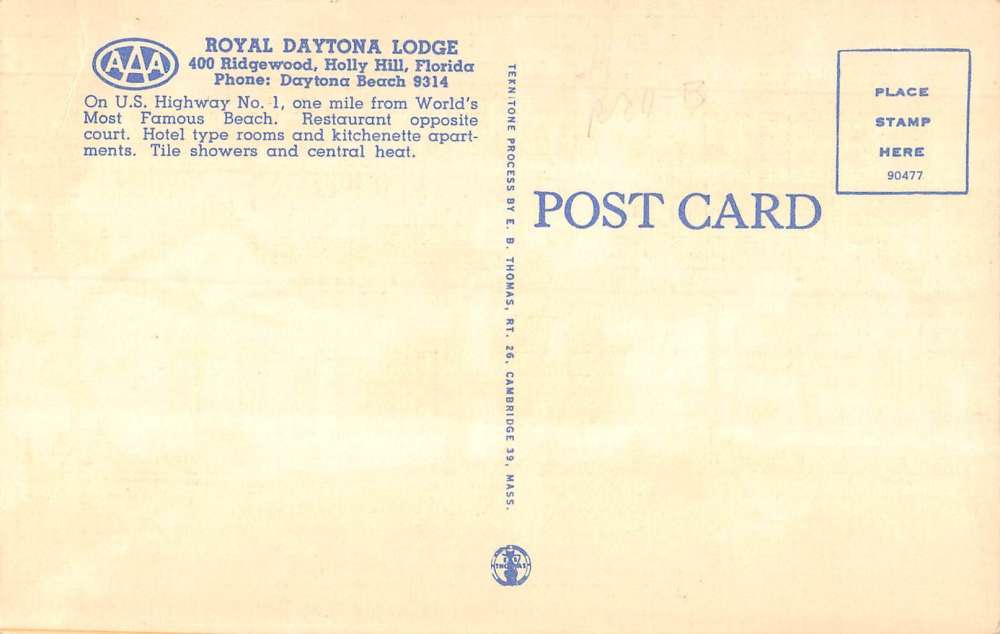 AAA
ROYAL DAYTONA LODGE
400 Ridgewood, Holly Hill, Florida
Phone: Daytona Beach 9314
On U.S. Highway No. 1, one mile from World's
Most Famous Beach. Restaurant opposite
court. Hotel type rooms and kitchenette apart-
ments. Tile showers and central heat.
TEKNITONE PROCESS BY E. B. THOMAS, RT. 26, CAMBRIDGE 39, MASS.
THOMAS
POST CARD
PLACE
STAMP
HERE
90477